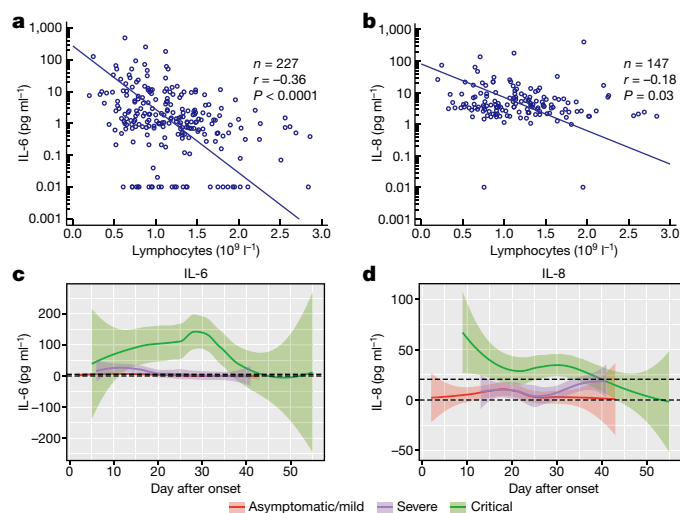 a
1,000
100
10
1
0.1
0.01
0.001
IL-6 (pg ml–1)
n = 227
r = –0.36
P < 0.0001
0.0 0.5 1.0 1.5 2.0 2.5 3.0
Lymphocytes (10⁹ l–1)
b
1,000
100
10
1
0.1
0.01
0.001
IL-8 (pg ml–1)
n = 147
r = –0.18
P = 0.03
0.0 0.5 1.0 1.5 2.0 2.5 3.0
Lymphocytes (10⁹ l–1)
c
IL-6
200
100
0
–100
–200
IL-6 (pg ml–1)
0 10 20 30 40 50
Day after onset
d
IL-8
100
50
25
0
–50
IL-8 (pg ml–1)
0 10 20 30 40 50
Day after onset
Asymptomatic/mild Severe Critical